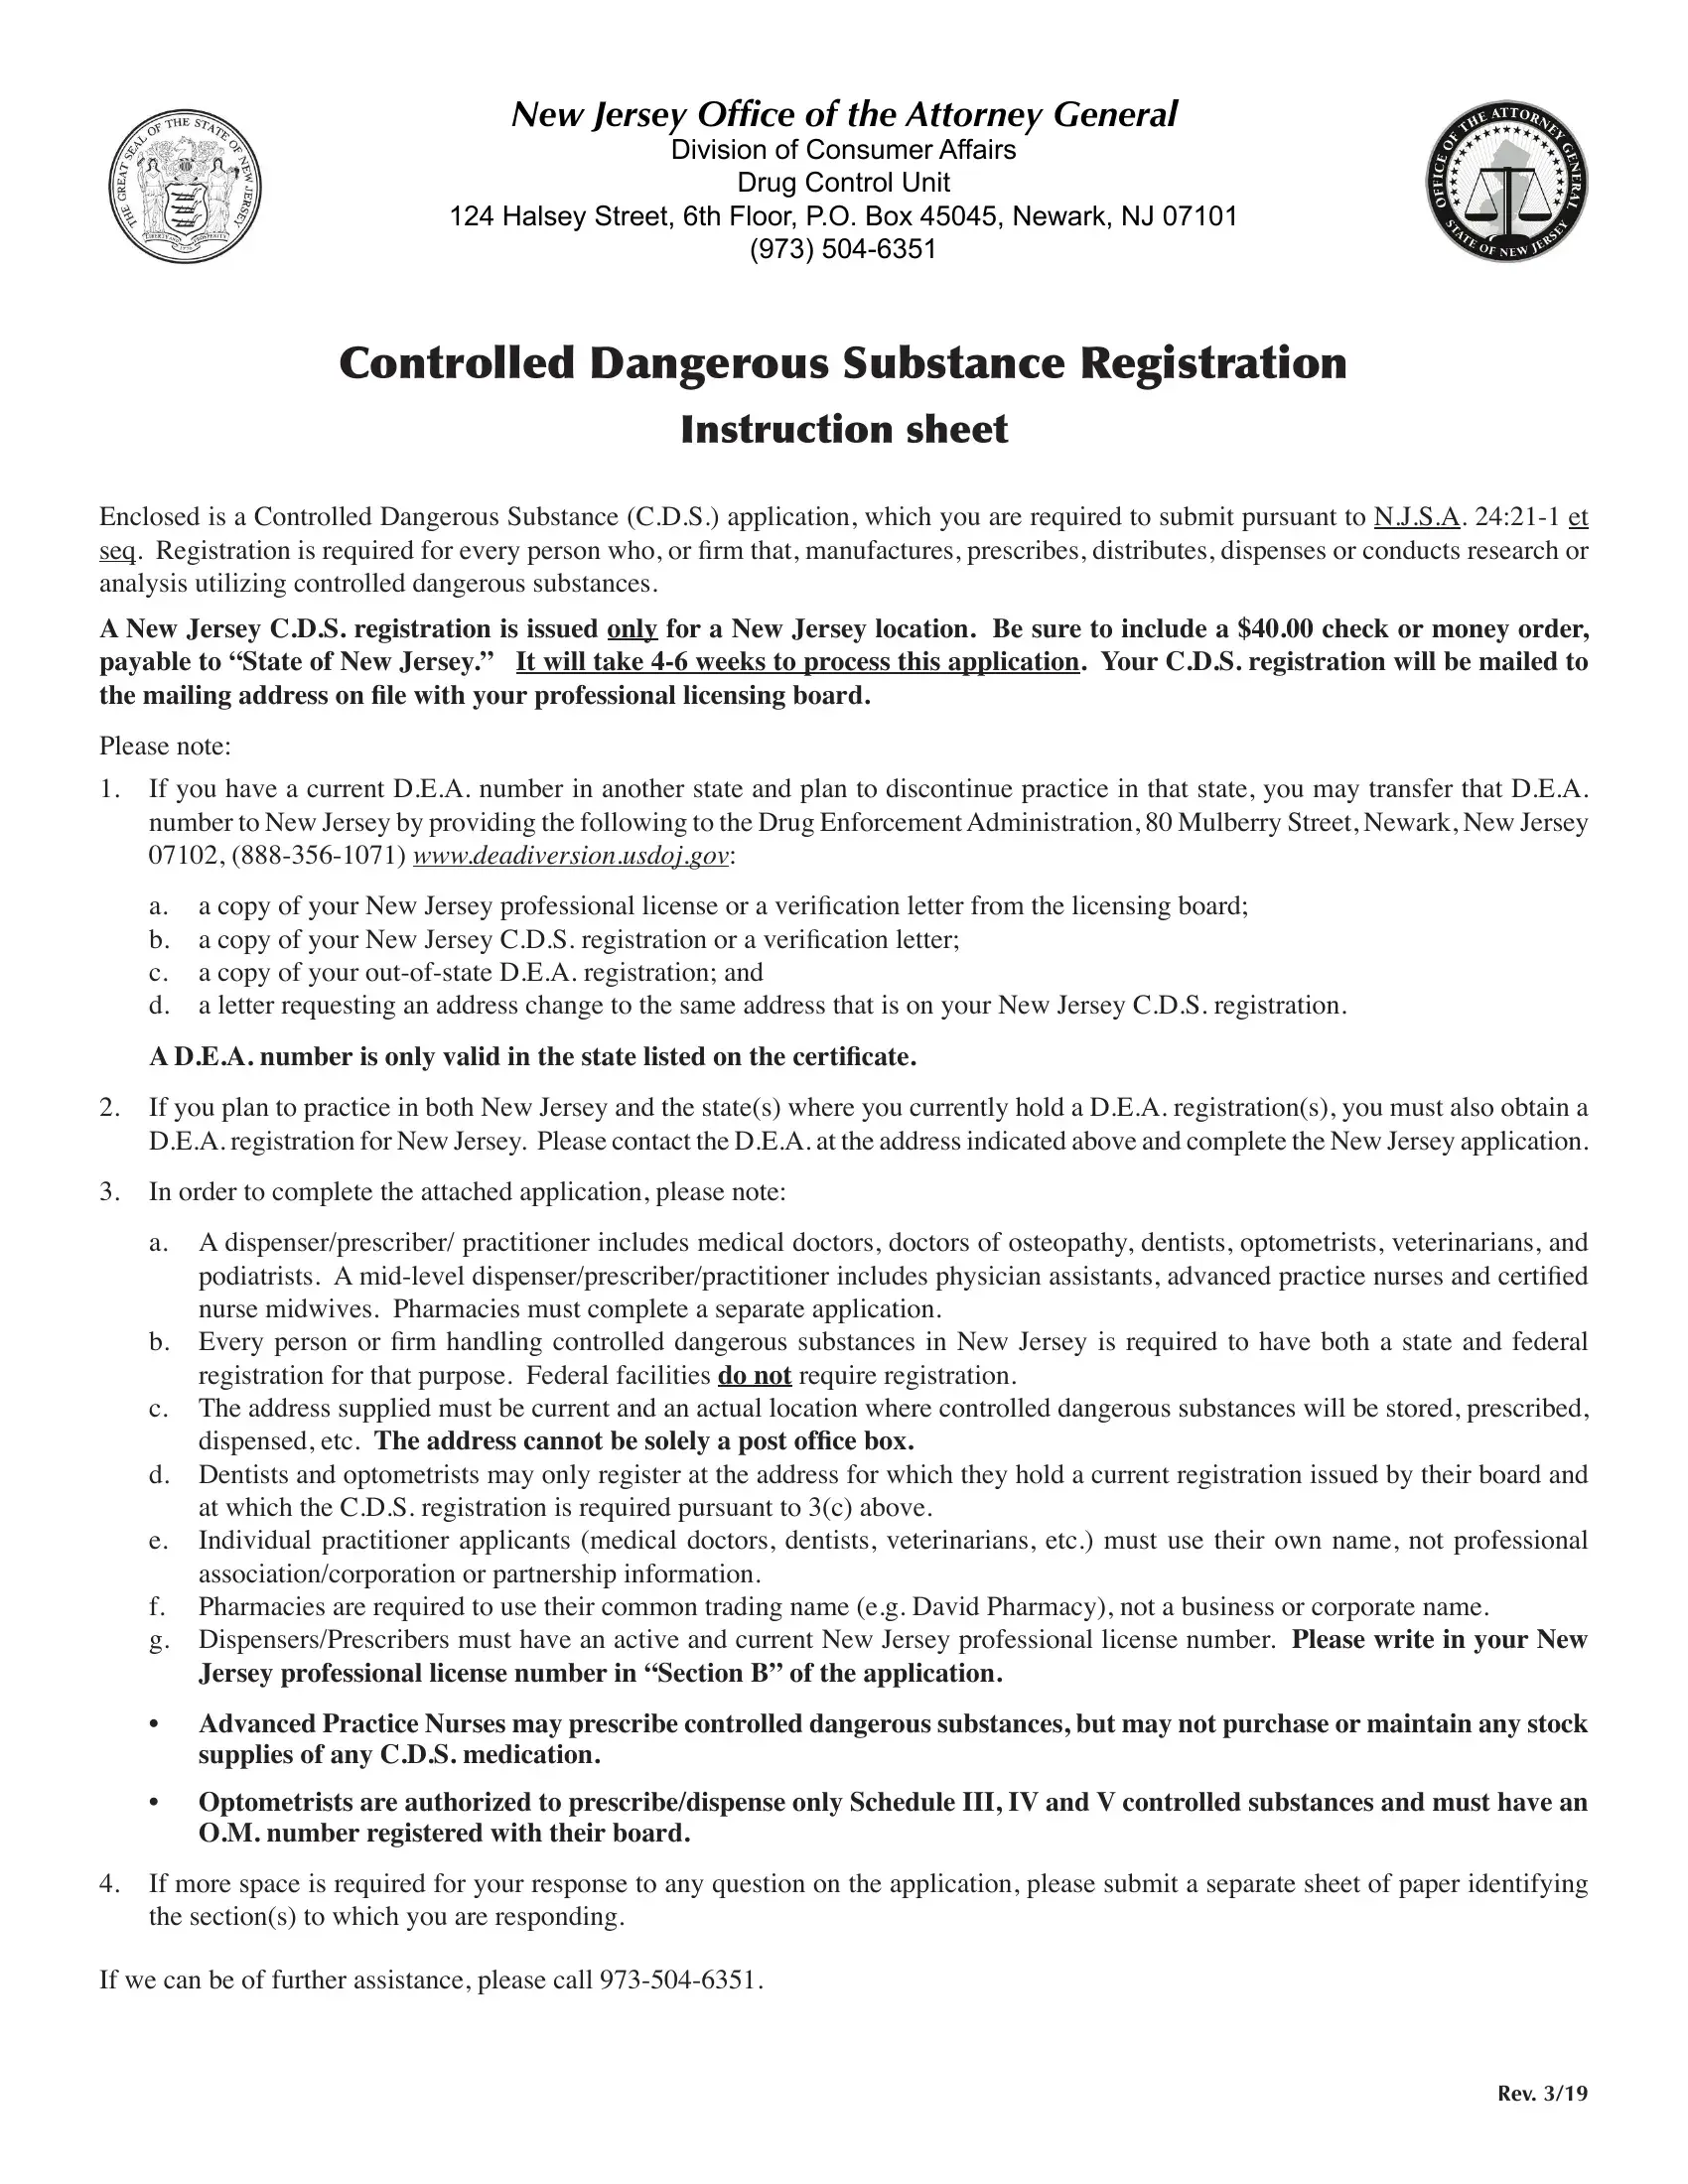 THE GREAT SEAL OF THE STATE OF NEW JERSEY
New Jersey Office of the Attorney General
Division of Consumer Affairs
Drug Control Unit
124 Halsey Street, 6th Floor, P.O. Box 45045, Newark, NJ 07101
(973) 504-6351
OFFICE OF THE ATTORNEY GENERAL
STATE OF NEW JERSEY
Controlled Dangerous Substance Registration
Instruction sheet
Enclosed is a Controlled Dangerous Substance (C.D.S.) application, which you are required to submit pursuant to N.J.S.A. 24:21-1 et
seq. Registration is required for every person who, or firm that, manufactures, prescribes, distributes, dispenses or conducts research or
analysis utilizing controlled dangerous substances.
A New Jersey C.D.S. registration is issued only for a New Jersey location. Be sure to include a $40.00 check or money order,
payable to “State of New Jersey.” It will take 4-6 weeks to process this application. Your C.D.S. registration will be mailed to
the mailing address on file with your professional licensing board.
Please note:
1. If you have a current D.E.A. number in another state and plan to discontinue practice in that state, you may transfer that D.E.A.
number to New Jersey by providing the following to the Drug Enforcement Administration, 80 Mulberry Street, Newark, New Jersey
07102, (888-356-1071) www.deadiversion.usdoj.gov:
a. a copy of your New Jersey professional license or a verification letter from the licensing board;
b. a copy of your New Jersey C.D.S. registration or a verification letter;
c. a copy of your out-of-state D.E.A. registration; and
d. a letter requesting an address change to the same address that is on your New Jersey C.D.S. registration.
A D.E.A. number is only valid in the state listed on the certificate.
2. If you plan to practice in both New Jersey and the state(s) where you currently hold a D.E.A. registration(s), you must also obtain a
D.E.A. registration for New Jersey. Please contact the D.E.A. at the address indicated above and complete the New Jersey application.
3. In order to complete the attached application, please note:
a. A dispenser/prescriber/ practitioner includes medical doctors, doctors of osteopathy, dentists, optometrists, veterinarians, and
podiatrists. A mid-level dispenser/prescriber/practitioner includes physician assistants, advanced practice nurses and certified
nurse midwives. Pharmacies must complete a separate application.
b. Every person or firm handling controlled dangerous substances in New Jersey is required to have both a state and federal
registration for that purpose. Federal facilities do not require registration.
c. The address supplied must be current and an actual location where controlled dangerous substances will be stored, prescribed,
dispensed, etc. The address cannot be solely a post office box.
d. Dentists and optometrists may only register at the address for which they hold a current registration issued by their board and
at which the C.D.S. registration is required pursuant to 3(c) above.
e. Individual practitioner applicants (medical doctors, dentists, veterinarians, etc.) must use their own name, not professional
association/corporation or partnership information.
f. Pharmacies are required to use their common trading name (e.g. David Pharmacy), not a business or corporate name.
g. Dispensers/Prescribers must have an active and current New Jersey professional license number. Please write in your New
Jersey professional license number in “Section B” of the application.
• Advanced Practice Nurses may prescribe controlled dangerous substances, but may not purchase or maintain any stock
supplies of any C.D.S. medication.
• Optometrists are authorized to prescribe/dispense only Schedule III, IV and V controlled substances and must have an
O.M. number registered with their board.
4. If more space is required for your response to any question on the application, please submit a separate sheet of paper identifying
the section(s) to which you are responding.
If we can be of further assistance, please call 973-504-6351.
Rev. 3/19